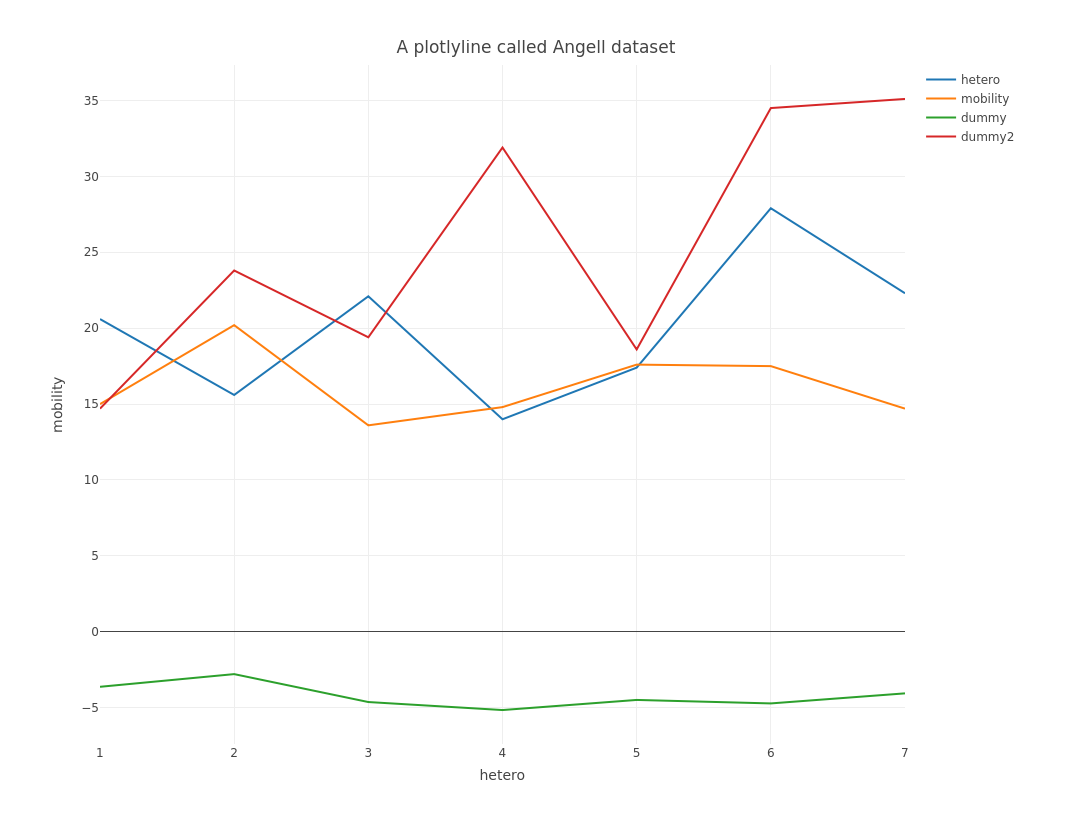 A plotlyline called Angell dataset
hetero
mobility
dummy
dummy2
35
30
25
20
15
10
5
0
−5
mobility
1 2 3 4 5 6 7
hetero